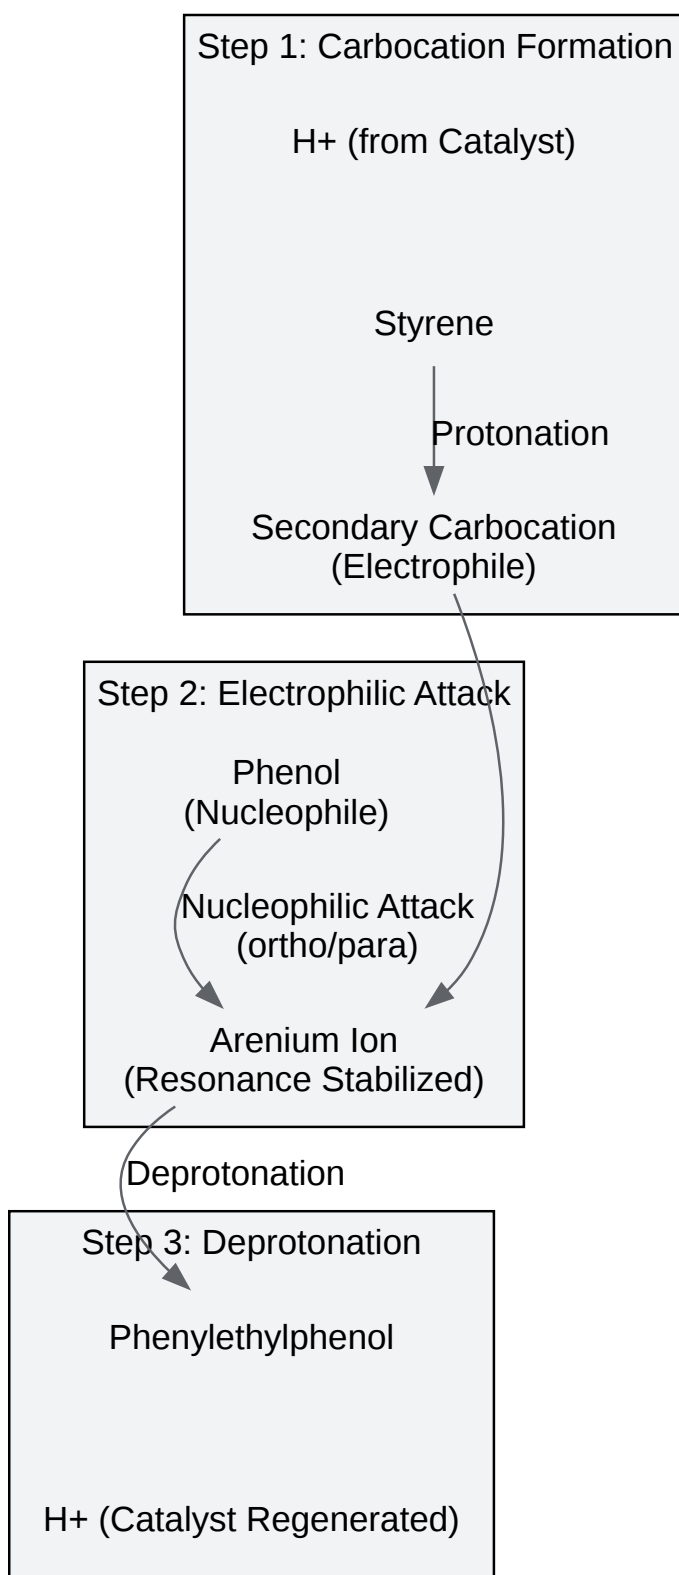 Step 1: Carbocation Formation
H+ (from Catalyst)
Styrene
Protonation
Secondary Carbocation
(Electrophile)
Step 2: Electrophilic Attack
Phenol
(Nucleophile)
Nucleophilic Attack
(ortho/para)
Arenium Ion
(Resonance Stabilized)
Deprotonation
Step 3: Deprotonation
Phenylethylphenol
H+ (Catalyst Regenerated)